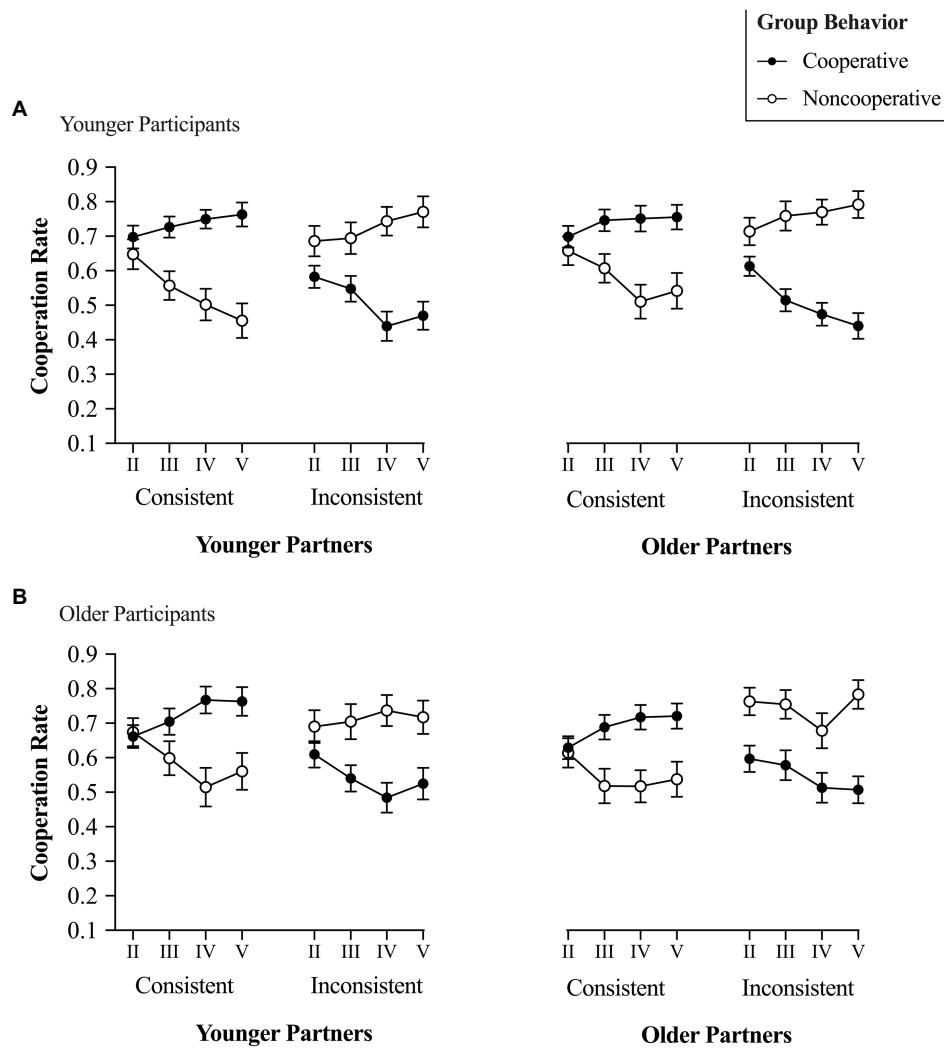 Group Behavior
Cooperative
Noncooperative
A
Younger Participants
0.9
0.8
0.7
0.6
0.5
0.4
0.3
0.2
0.1
Cooperation Rate
II III IV V II III IV V II III IV V II III IV V
Consistent Inconsistent Consistent Inconsistent
Younger Partners Older Partners
B
Older Participants
0.9
0.8
0.7
0.6
0.5
0.4
0.3
0.2
0.1
Cooperation Rate
II III IV V II III IV V II III IV V II III IV V
Consistent Inconsistent Consistent Inconsistent
Younger Partners Older Partners